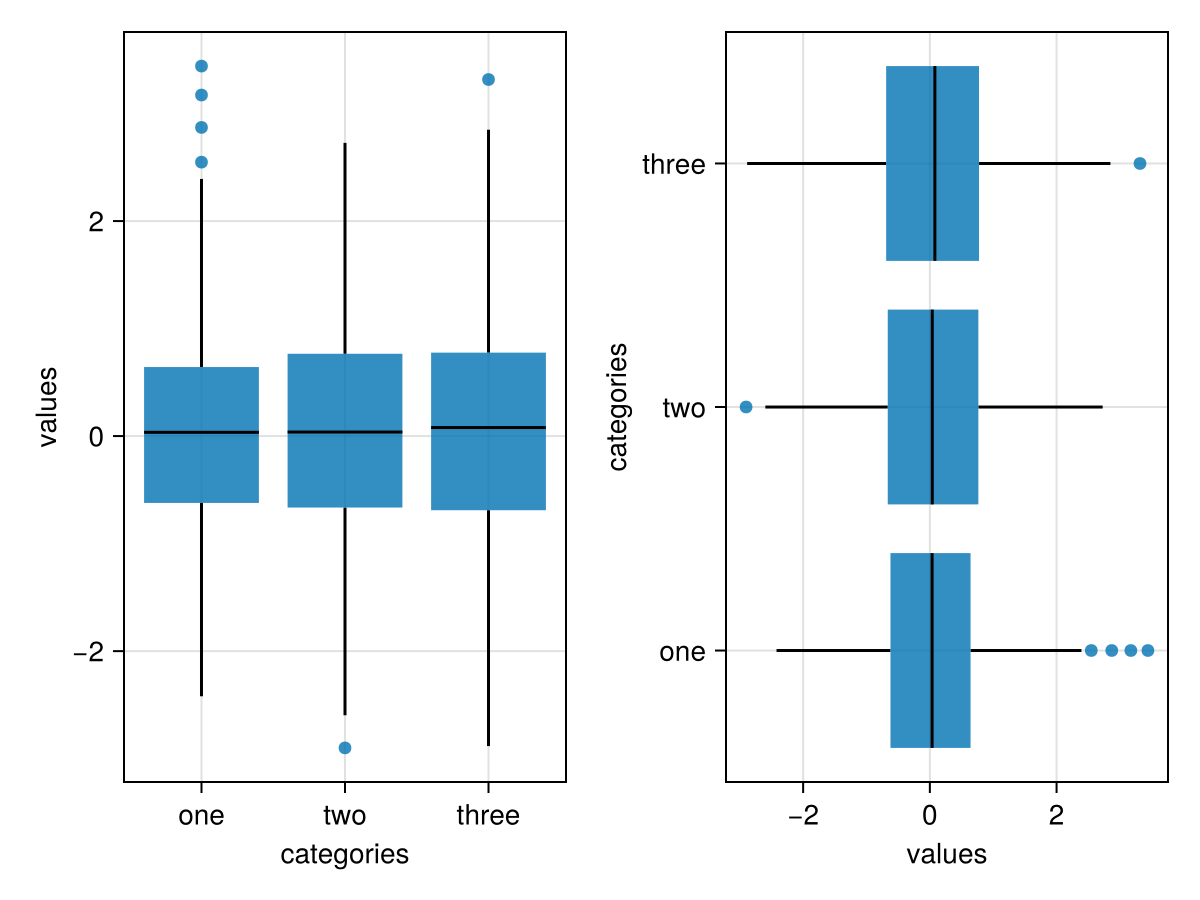 values
2
0
−2
one two three
categories
categories
three
two
one
−2 0 2
values